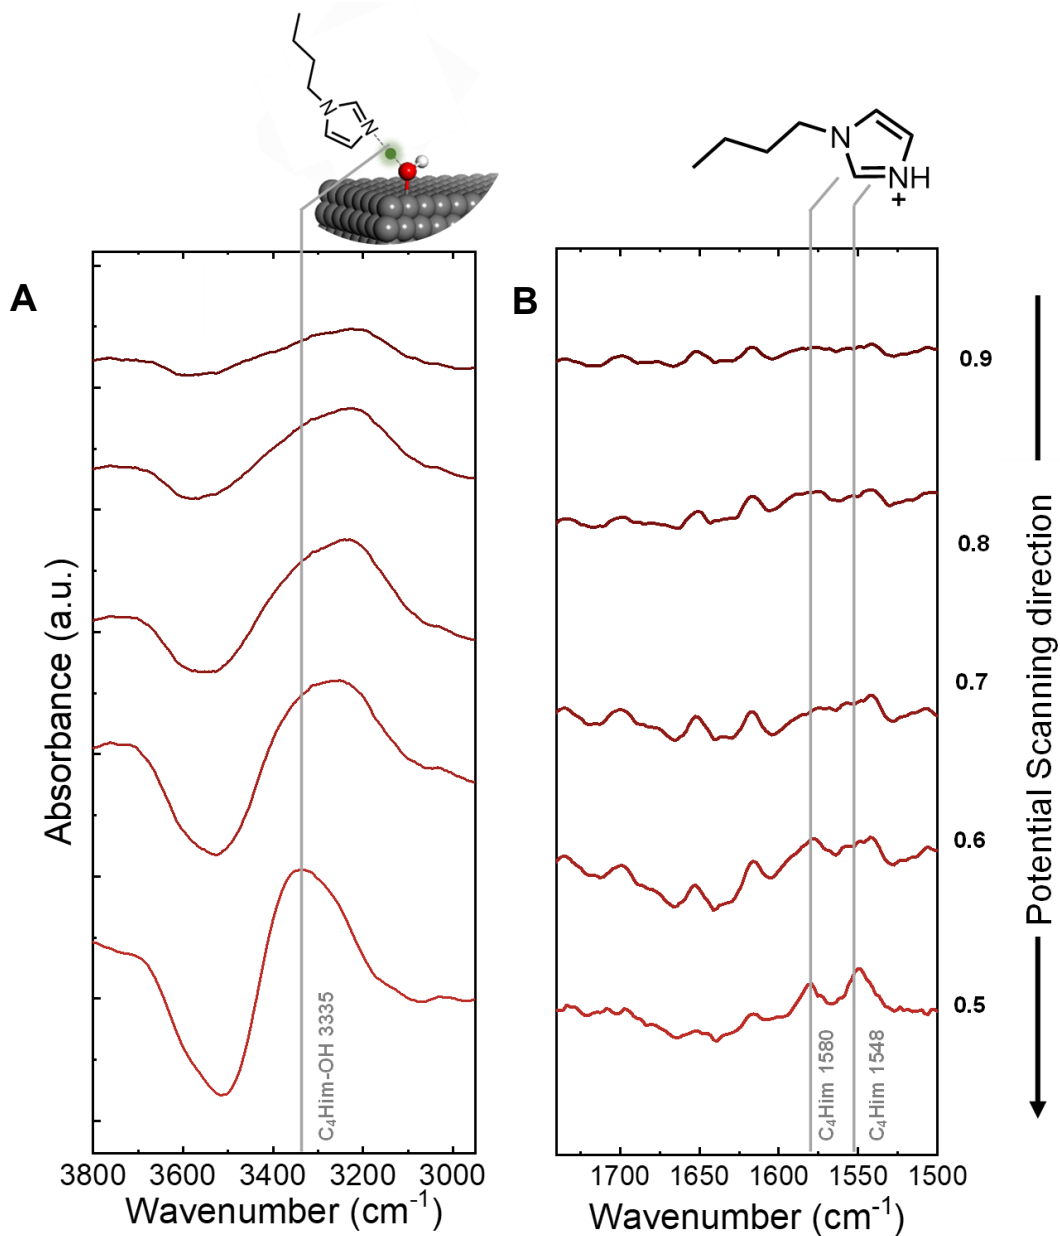 N
N
N
NH
+
A
B
0.9
0.8
0.7
0.6
0.5
Absorbance (a.u.)
Potential Scanning direction
C₄Him-OH 3335
C₄Him 1580
C₄Him 1548
3800 3600 3400 3200 3000
1700 1650 1600 1550 1500
Wavenumber (cm⁻¹)
Wavenumber (cm⁻¹)